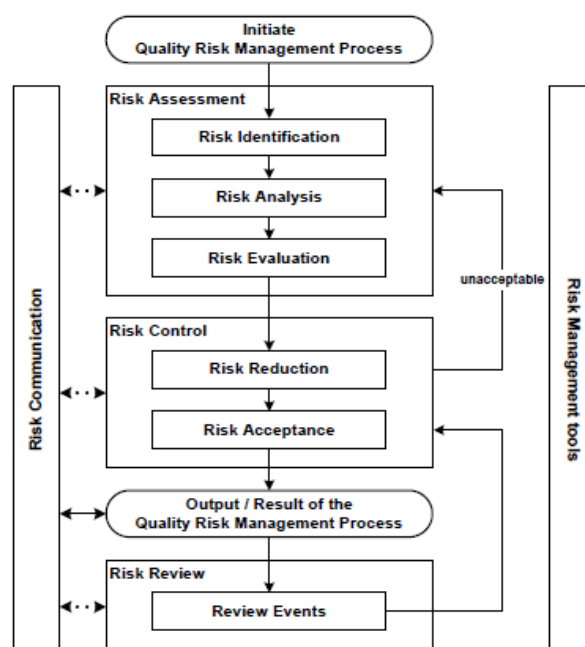 Initiate
Quality Risk Management Process
Risk Assessment
Risk Identification
Risk Analysis
Risk Evaluation
unacceptable
Risk Control
Risk Reduction
Risk Acceptance
Output / Result of the
Quality Risk Management Process
Risk Review
Review Events
Risk Communication
Risk Management tools